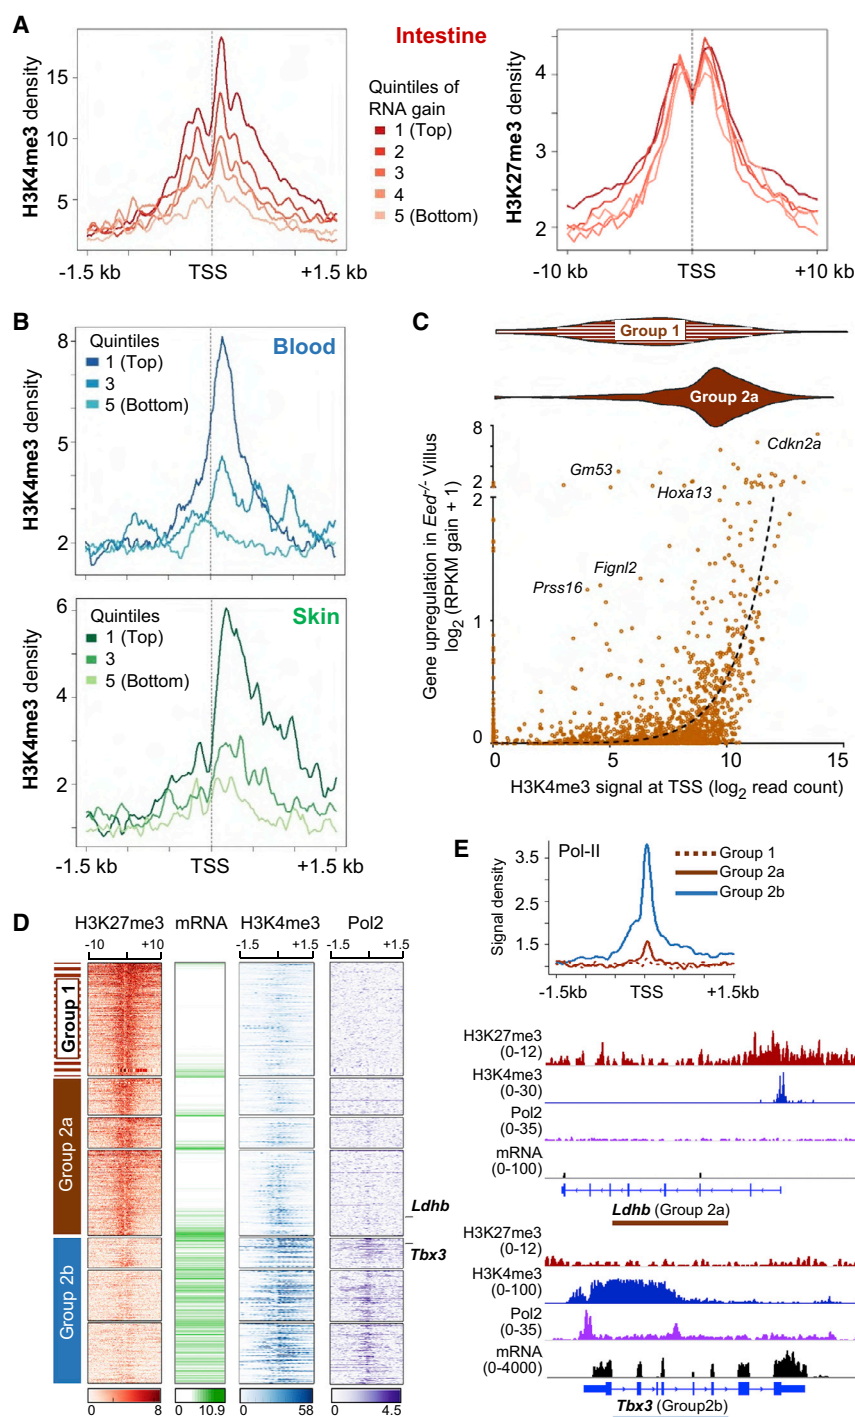 A
Intestine
H3K4me3 density
15
10
5
-1.5 kb
TSS
+1.5 kb
Quintiles of
RNA gain
1 (Top)
2
3
4
5 (Bottom)
H3K27me3 density
4
3
2
-10 kb
TSS
+10 kb
B
Quintiles
1 (Top)
3
5 (Bottom)
Blood
H3K4me3 density
8
5
2
Quintiles
1 (Top)
3
5 (Bottom)
Skin
H3K4me3 density
6
4
2
-1.5 kb
TSS
+1.5 kb
C
Group 1
Group 2a
Gene upregulation in Eed-/- Villus
log2 (RPKM gain + 1)
8
2
2
1
0
Cdkn2a
Gm53
Hoxa13
Fignl2
Prss16
0
5
10
15
H3K4me3 signal at TSS (log2 read count)
D
H3K27me3
mRNA
H3K4me3
Pol2
-10
+10
-1.5
+1.5
-1.5
+1.5
Group 1
Group 2a
Group 2b
Ldhb
Tbx3
0
8
0
10.9
0
58
0
4.5
E
Pol-II
Group 1
Group 2a
Group 2b
Signal density
3.5
2.5
1.5
-1.5kb
TSS
+1.5kb
H3K27me3
(0-12)
H3K4me3
(0-30)
Pol2
(0-35)
mRNA
(0-100)
Ldhb (Group 2a)
H3K27me3
(0-12)
H3K4me3
(0-100)
Pol2
(0-35)
mRNA
(0-4000)
Tbx3 (Group2b)